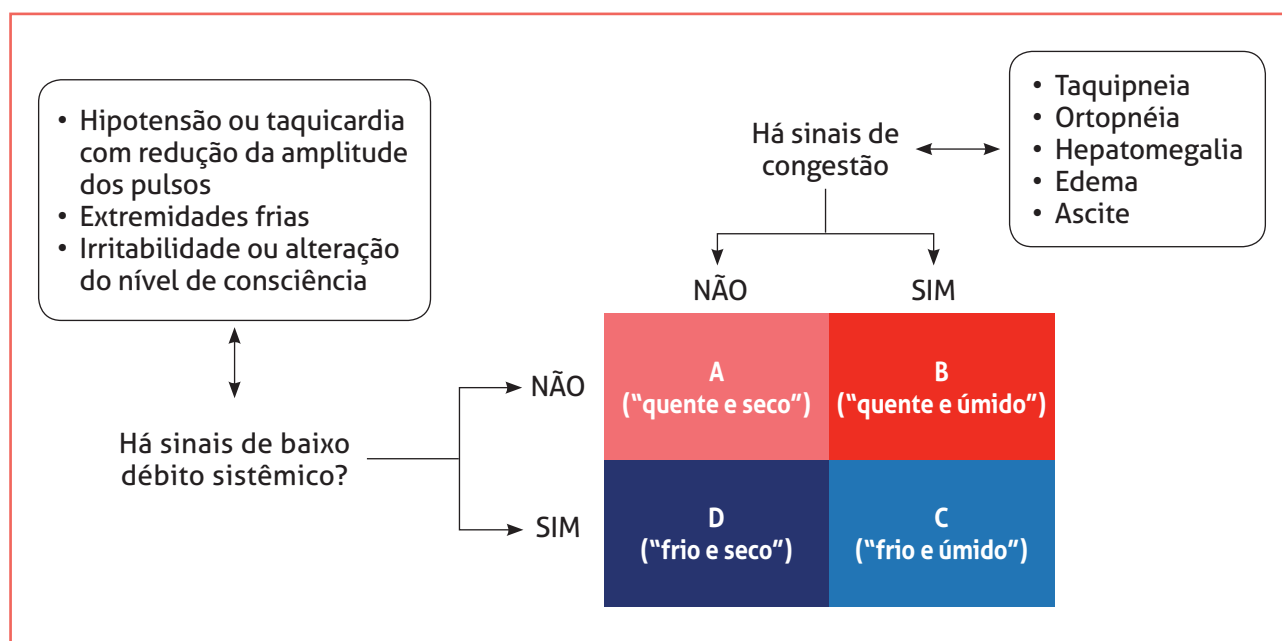 • Hipotensão ou taquicardia
com redução da amplitude
dos pulsos
• Extremidades frias
• Irritabilidade ou alteração
do nível de consciência
Há sinais de
congestão
• Taquipneia
• Ortopnéia
• Hepatomegalia
• Edema
• Ascite
NÃO
SIM
Há sinais de baixo
débito sistêmico?
NÃO
SIM
A
(“quente e seco”)
B
(“quente e úmido”)
D
(“frio e seco”)
C
(“frio e úmido”)